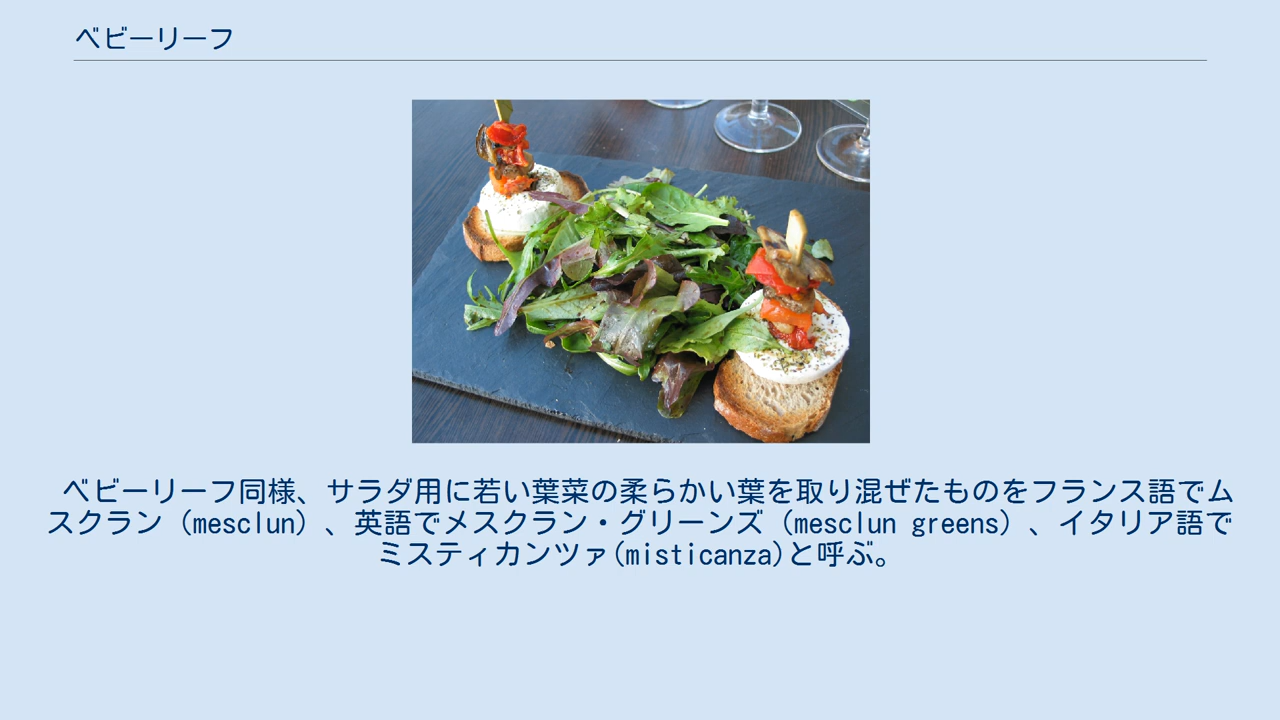 ベビーリーフ
ベビーリーフ同様、サラダ用に若い葉菜の柔らかい葉を取り混ぜたものをフランス語でム
スクラン（mesclun）、英語でメスクラン・グリーンズ（mesclun greens）、イタリア語で
ミスティカンツァ(misticanza)と呼ぶ。